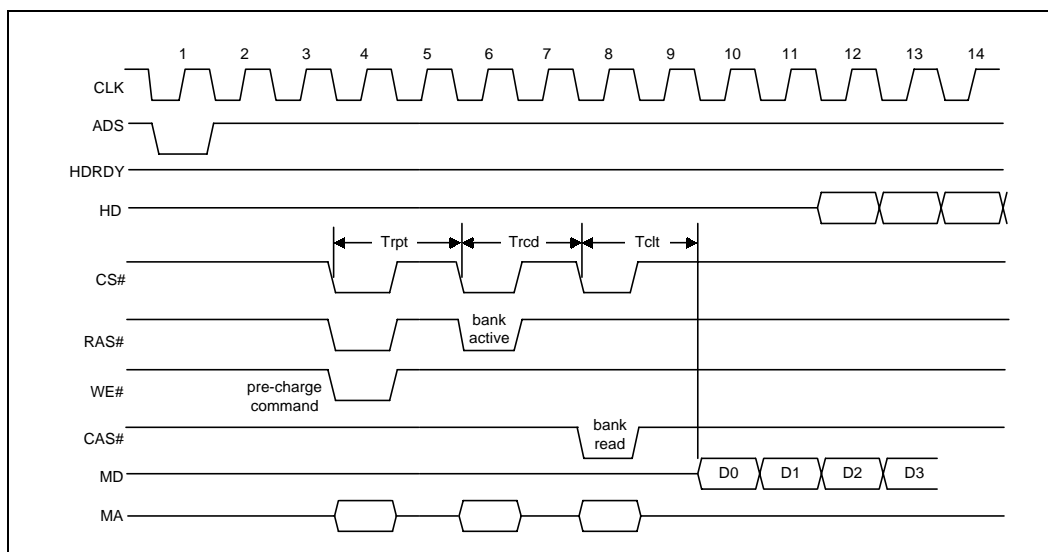 1 2 3 4 5 6 7 8 9 10 11 12 13 14
CLK
ADS
HDRDY
HD
Trpt Trcd Tclt
CS#
bank
active
RAS#
WE#
pre-charge
command
bank
read
CAS#
MD
D0 D1 D2 D3
MA